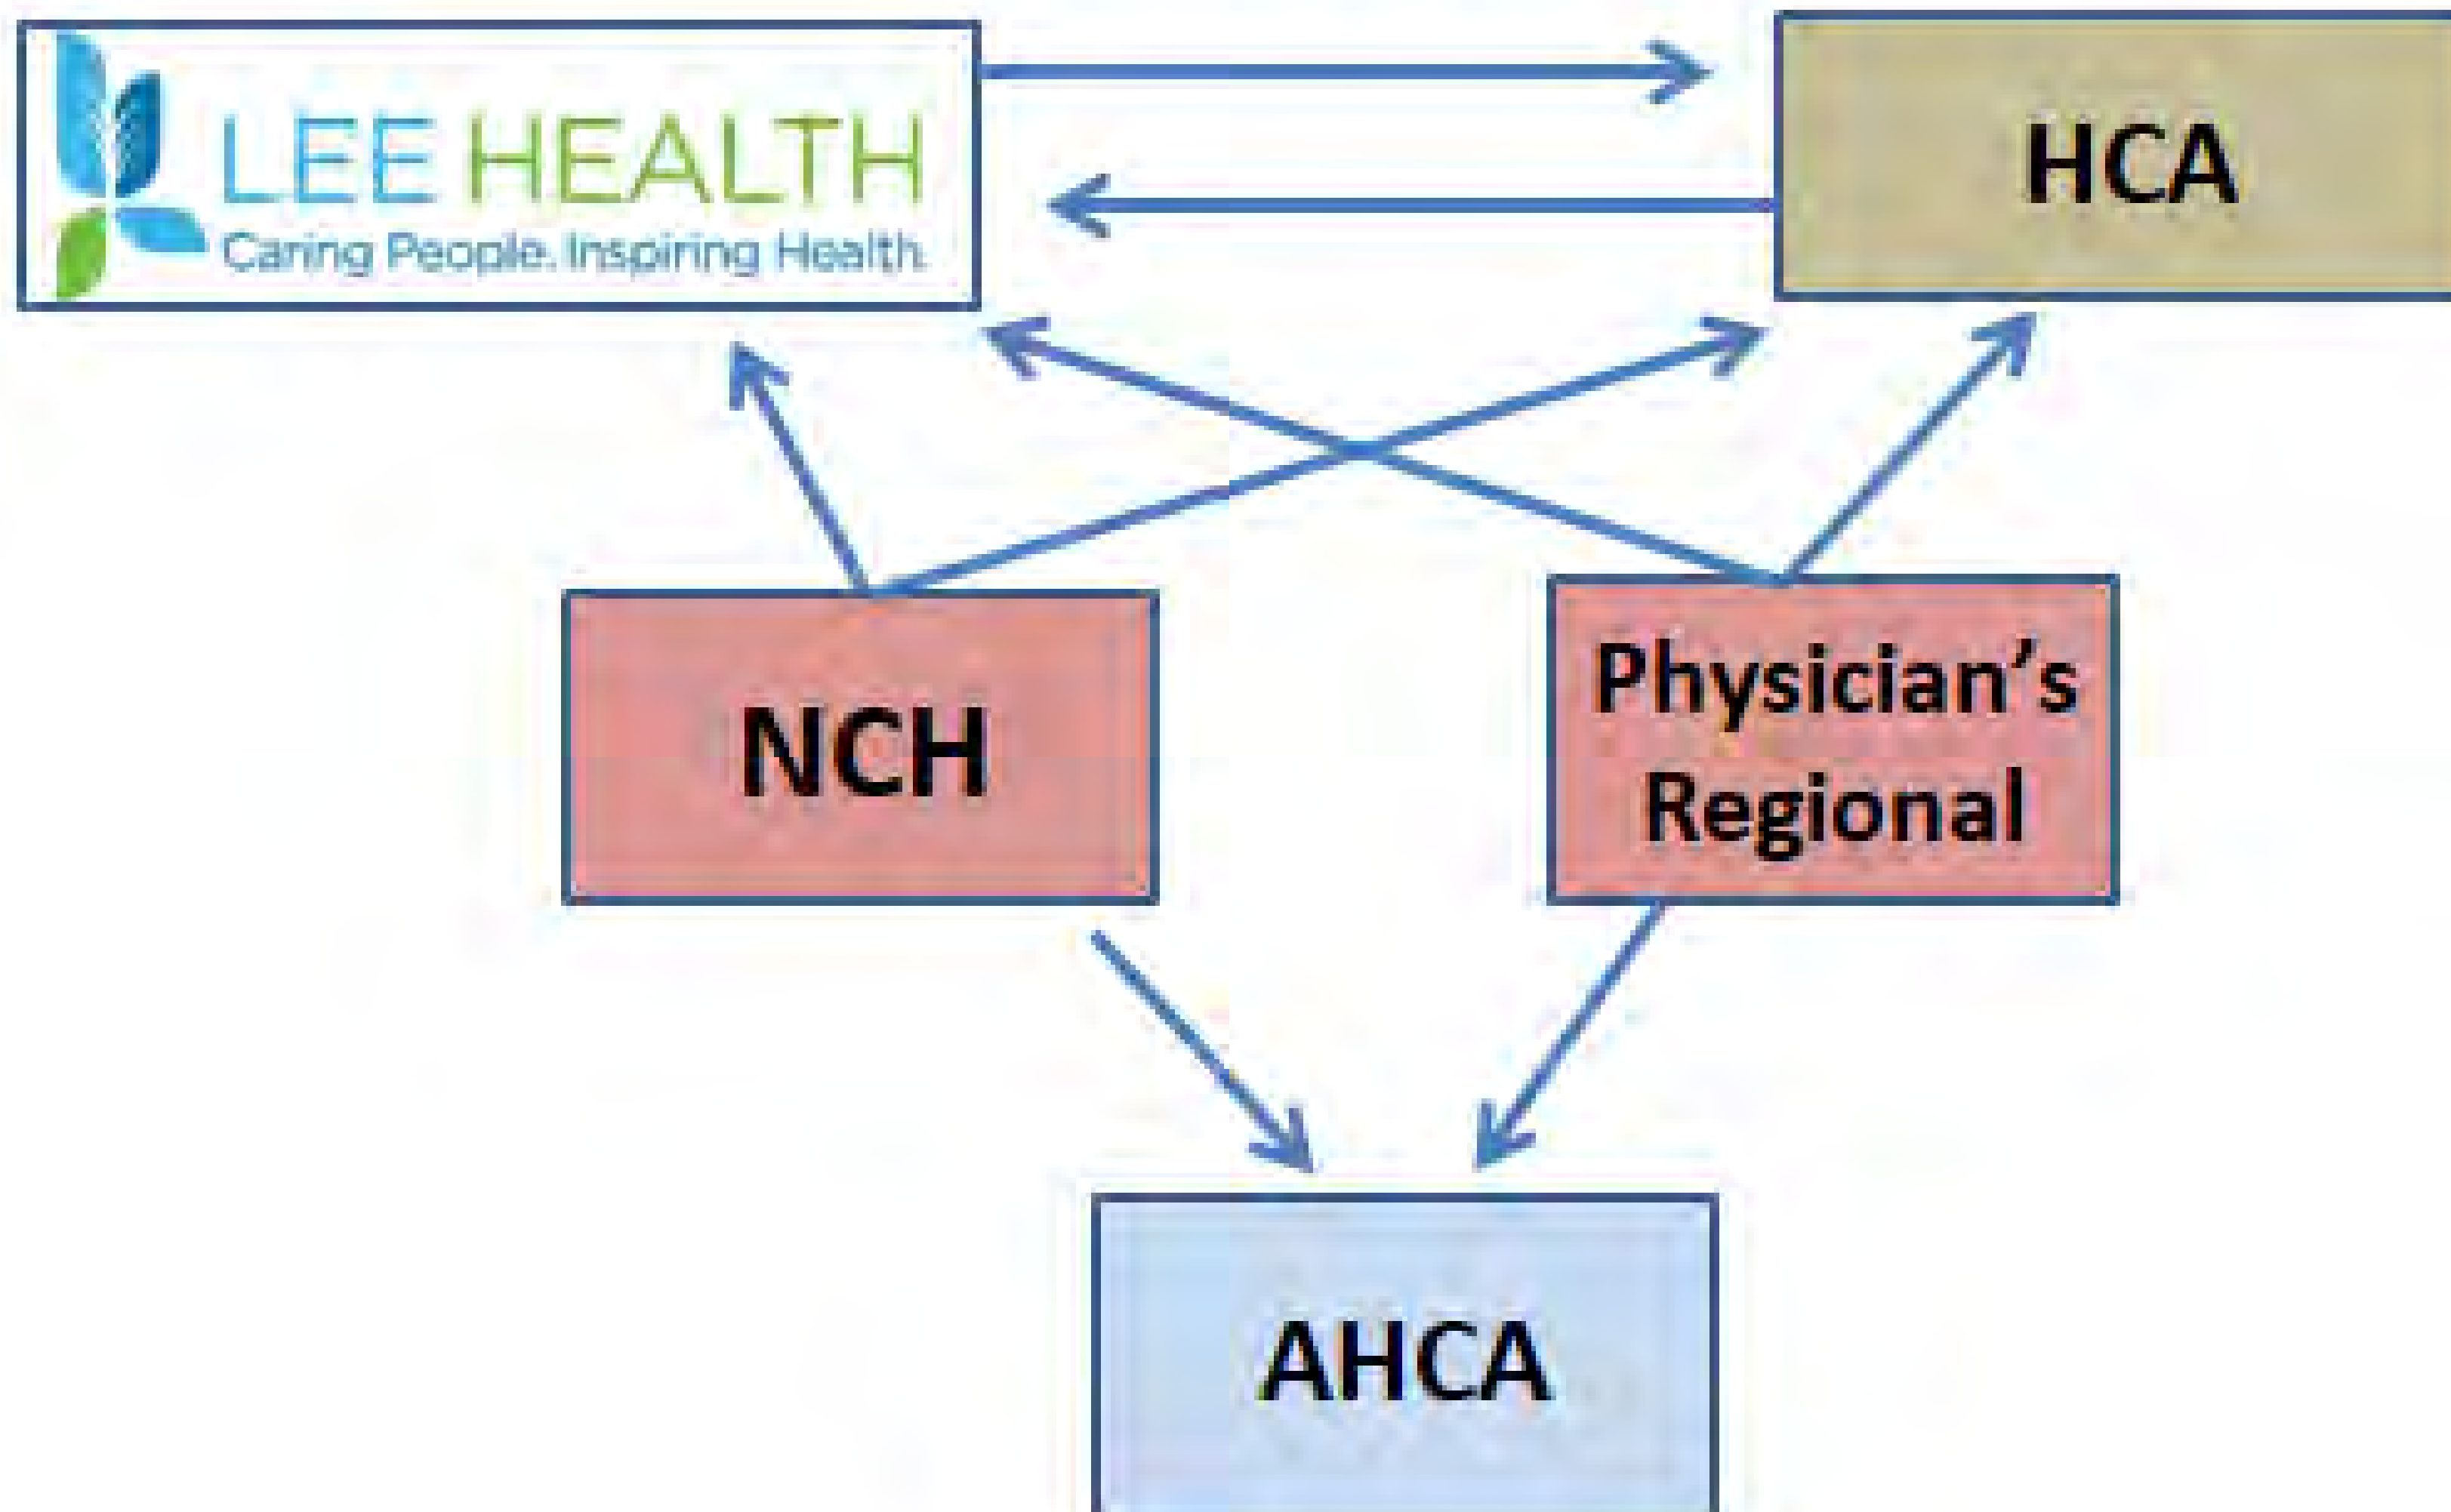 LEE HEALTH
Caring People. Inspiring Health.
HCA
NCH
Physician's
Regional
AHCA